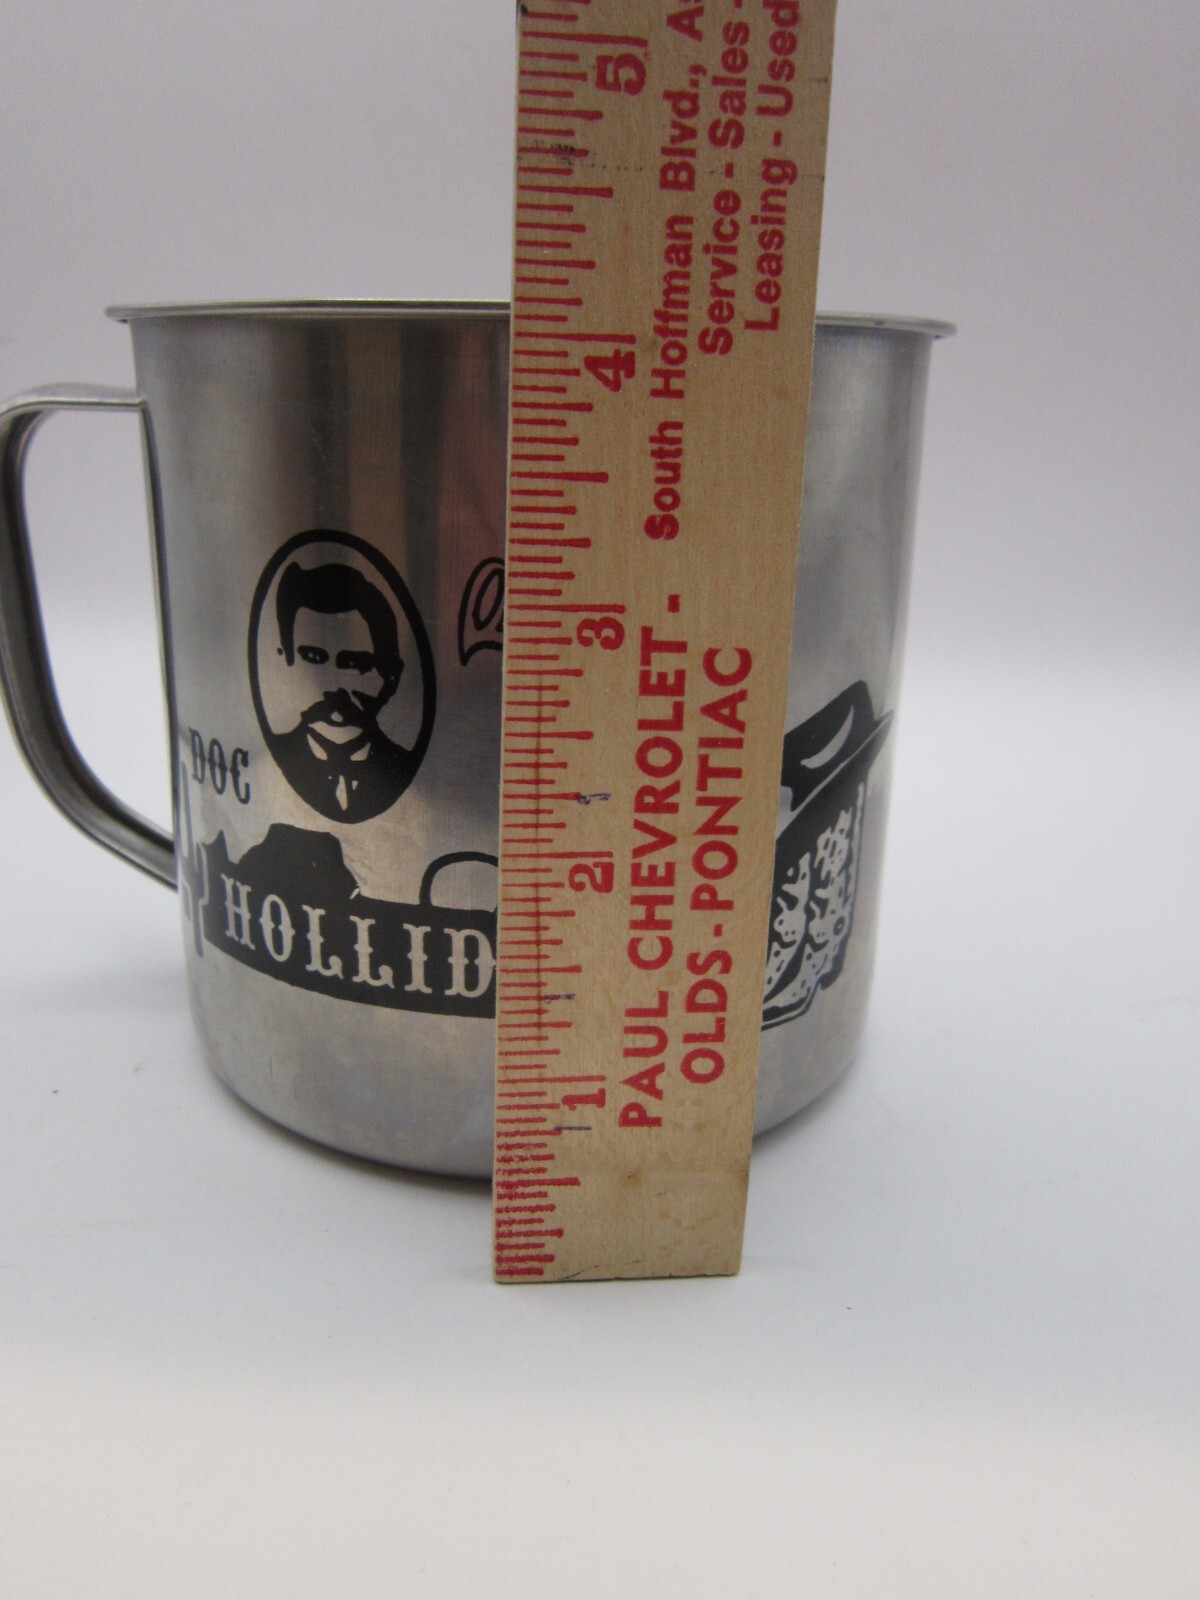 DOC
HOLLID
PAUL CHEVROLET -
OLDS - PONTIAC
South Hoffman Blvd.,
Service - Sales -
Leasing - Used
1
2
3
4
5